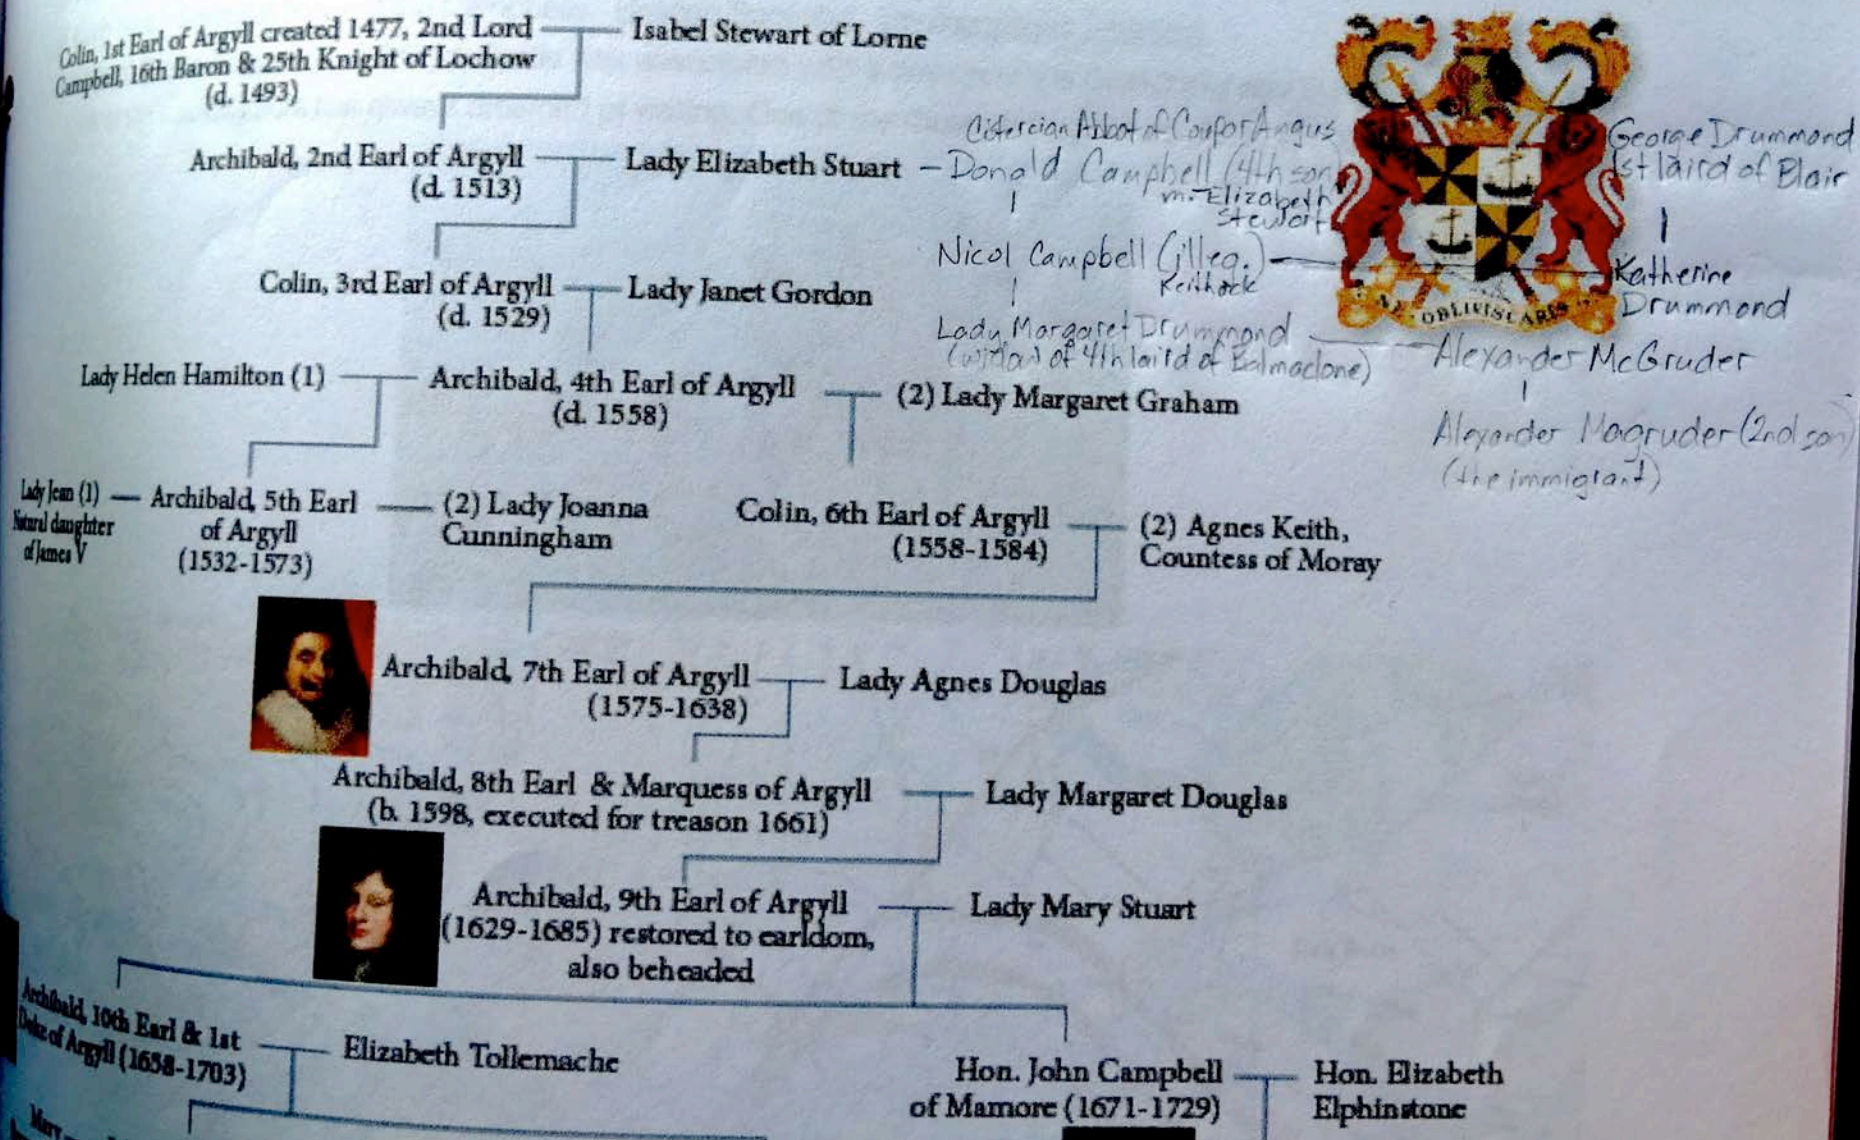 Colin, 1st Earl of Argyll created 1477, 2nd Lord
Campbell, 16th Baron & 25th Knight of Lochow
(d. 1493)
Isabel Stewart of Lorne
Cistercian Abbot of Coupor Angus
Archibald, 2nd Earl of Argyll
(d. 1513)
Lady Elizabeth Stuart
– Donald Campbell (4th son)
m. Elizabeth
Stewart
George Drummond
1st laird of Blair
Nicol Campbell (illeg.)
Keithock
Katherine
Drummond
NE OBLIVISCARIS
Colin, 3rd Earl of Argyll
(d. 1529)
Lady Janet Gordon
Lady Margaret Drummond
(widow of 4th laird of Balmaclone)
Alexander McGruder
Alexander Magruder (2nd son)
(the immigrant)
Lady Helen Hamilton (1)
Archibald, 4th Earl of Argyll
(d. 1558)
(2) Lady Margaret Graham
Lady Jean (1)
Natural daughter
of James V
Archibald, 5th Earl
of Argyll
(1532-1573)
(2) Lady Joanna
Cunningham
Colin, 6th Earl of Argyll
(1558-1584)
(2) Agnes Keith,
Countess of Moray
Archibald, 7th Earl of Argyll
(1575-1638)
Lady Agnes Douglas
Archibald, 8th Earl & Marquess of Argyll
(b. 1598, executed for treason 1661)
Lady Margaret Douglas
Archibald, 9th Earl of Argyll
(1629-1685) restored to earldom,
also beheaded
Lady Mary Stuart
Archibald, 10th Earl & 1st
Duke of Argyll (1658-1703)
Elizabeth Tollemache
Hon. John Campbell
of Mamore (1671-1729)
Hon. Elizabeth
Elphinstone
Mary